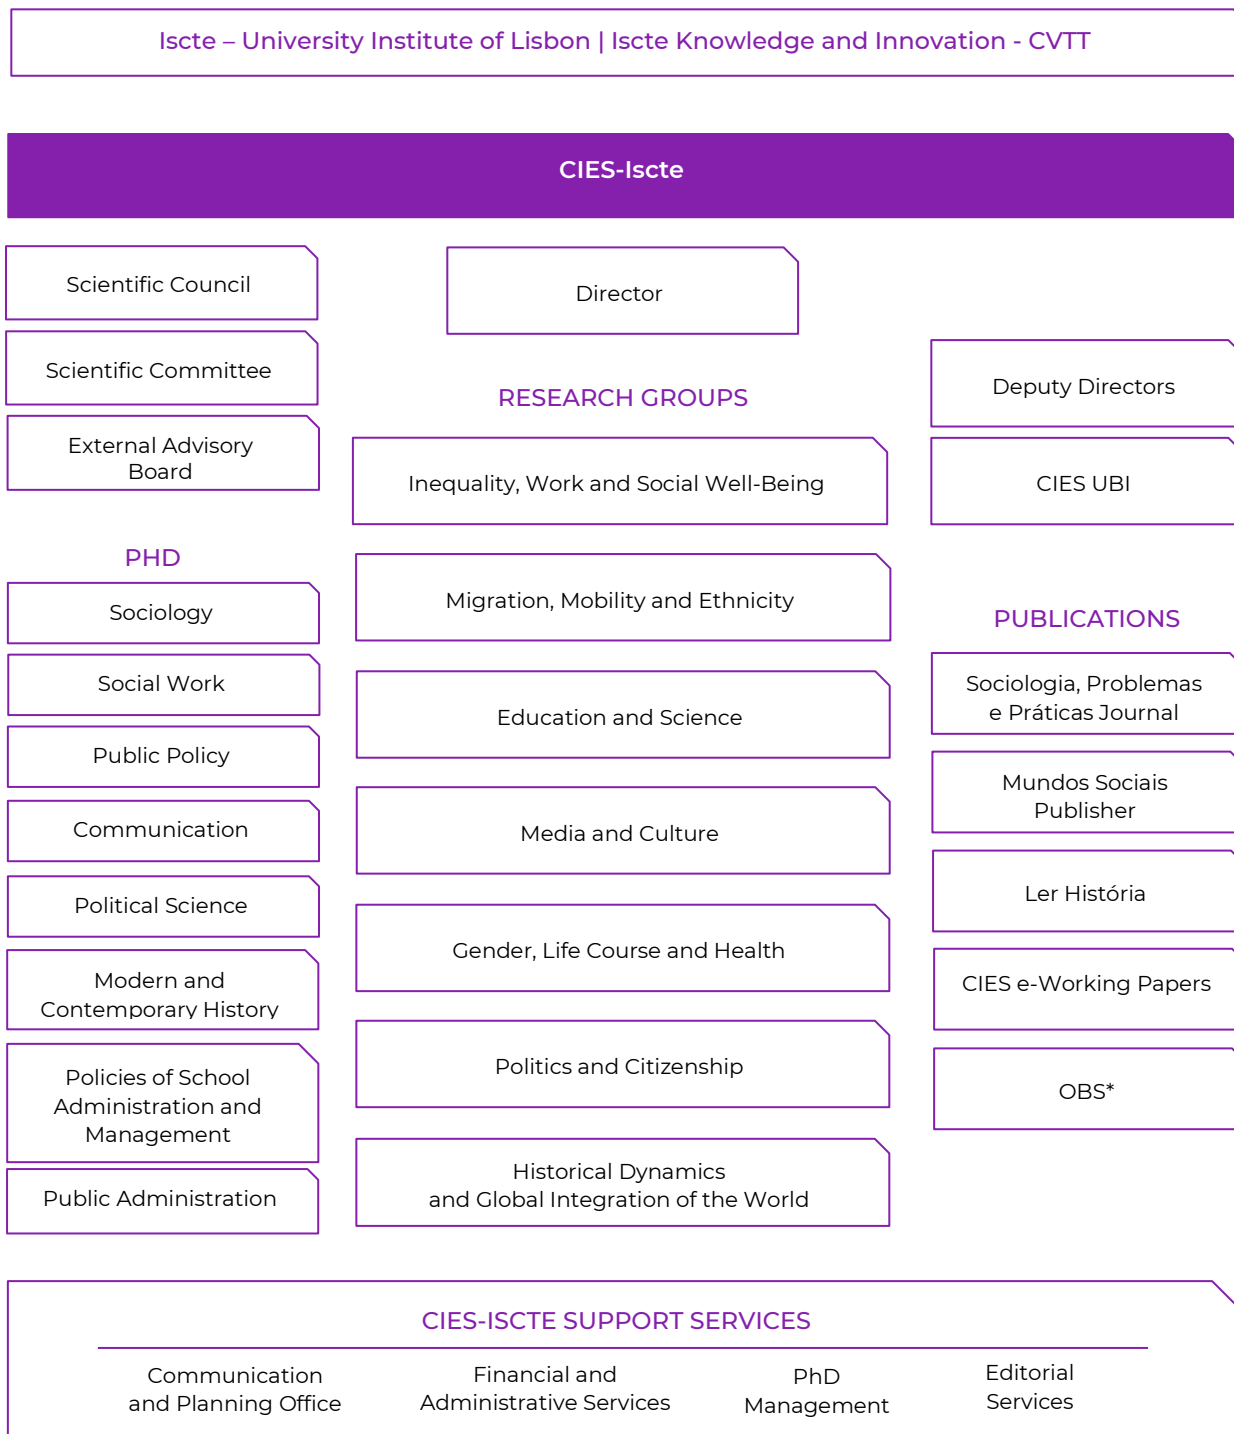 Iscte – University Institute of Lisbon | Iscte Knowledge and Innovation - CVTT
CIES-Iscte
Scientific Council
Scientific Committee
External Advisory
Board
Director
Deputy Directors
CIES UBI
PHD
Sociology
Social Work
Public Policy
Communication
Political Science
Modern and
Contemporary History
Policies of School
Administration and
Management
Public Administration
RESEARCH GROUPS
Inequality, Work and Social Well-Being
Migration, Mobility and Ethnicity
Education and Science
Media and Culture
Gender, Life Course and Health
Politics and Citizenship
Historical Dynamics
and Global Integration of the World
PUBLICATIONS
Sociologia, Problemas
e Práticas Journal
Mundos Sociais
Publisher
Ler História
CIES e-Working Papers
OBS*
CIES-ISCTE SUPPORT SERVICES
Communication
and Planning Office
Financial and
Administrative Services
PhD
Management
Editorial
Services